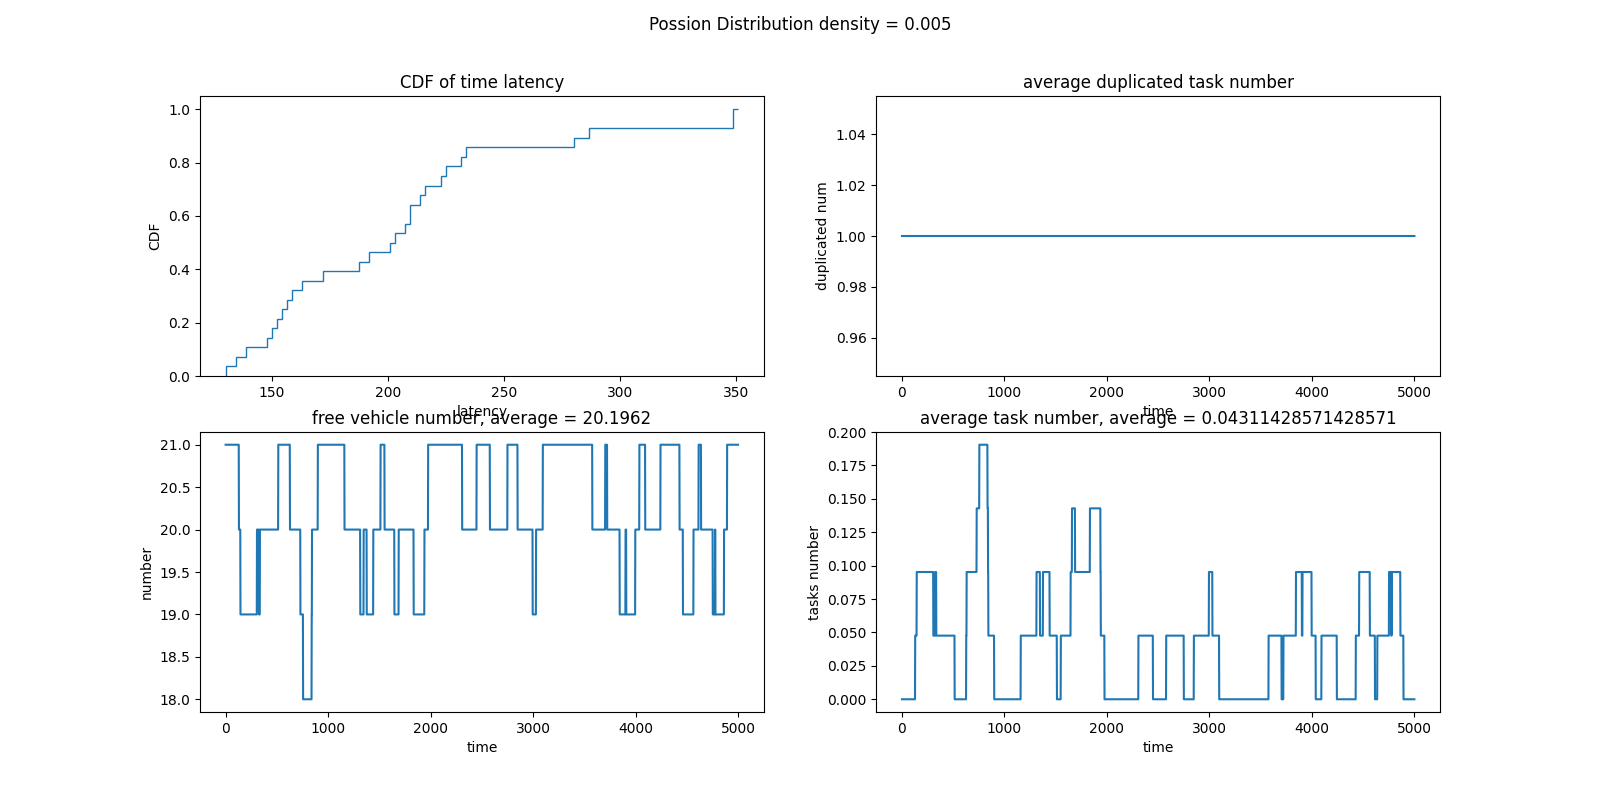 Possion Distribution density = 0.005
CDF of time latency
1.0
0.8
0.6
0.4
0.2
0.0
CDF
150 200 250 300 350
latency
average duplicated task number
1.04
1.02
1.00
0.98
0.96
duplicated num
0 1000 2000 3000 4000 5000
time
free vehicle number, average = 20.1962
21.0
20.5
20.0
19.5
19.0
18.5
18.0
number
0 1000 2000 3000 4000 5000
time
average task number, average = 0.04311428571428571
0.200
0.175
0.150
0.125
0.100
0.075
0.050
0.025
0.000
tasks number
0 1000 2000 3000 4000 5000
time